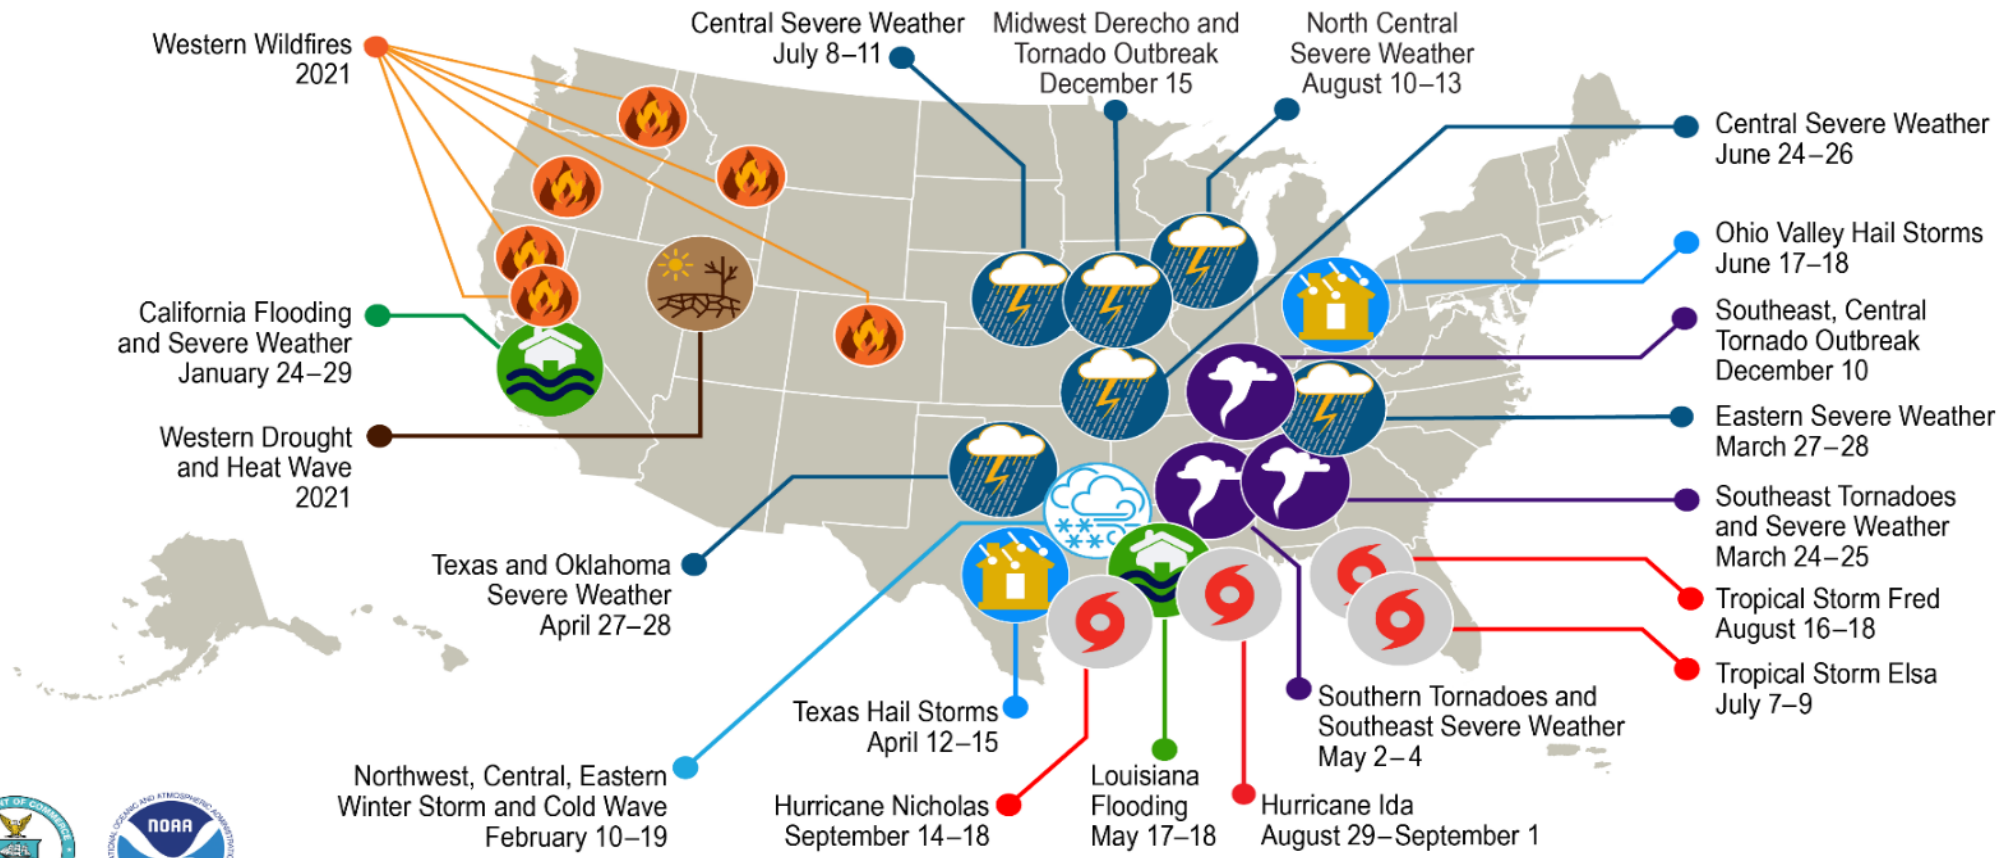 Western Wildfires
2021
Central Severe Weather
July 8–11
Midwest Derecho and
Tornado Outbreak
December 15
North Central
Severe Weather
August 10–13
Central Severe Weather
June 24–26
Ohio Valley Hail Storms
June 17–18
Southeast, Central
Tornado Outbreak
December 10
Eastern Severe Weather
March 27–28
Southeast Tornadoes
and Severe Weather
March 24–25
Tropical Storm Fred
August 16–18
Tropical Storm Elsa
July 7–9
California Flooding
and Severe Weather
January 24–29
Western Drought
and Heat Wave
2021
Texas and Oklahoma
Severe Weather
April 27–28
Texas Hail Storms
April 12–15
Northwest, Central, Eastern
Winter Storm and Cold Wave
February 10–19
Hurricane Nicholas
September 14–18
Louisiana
Flooding
May 17–18
Hurricane Ida
August 29–September 1
Southern Tornadoes and
Southeast Severe Weather
May 2–4
OF COMMERCE
OCEANIC AND ATMOSPHERIC
NOAA